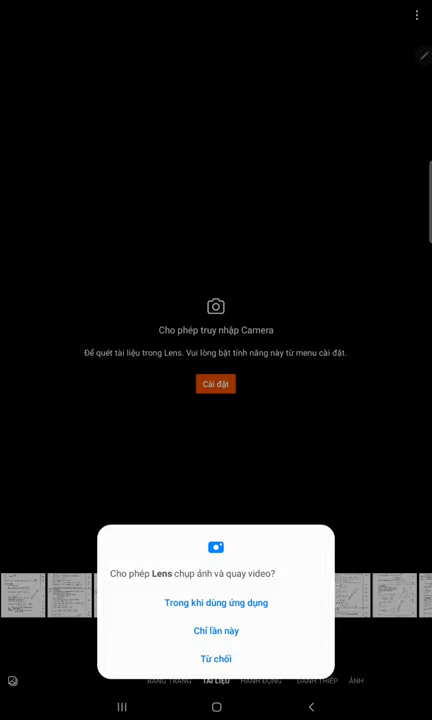 Cho phép truy nhập Camera
Để quét tài liệu trong Lens. Vui lòng bật tính năng này từ menu cài đặt.
Cài đặt
Cho phép Lens chụp ảnh và quay video?
Trong khi dùng ứng dụng
Chỉ lần này
Từ chối
BẢNG TRẮNG TÀI LIỆU HÀNH ĐỘNG DANH THIẾP ẢNH